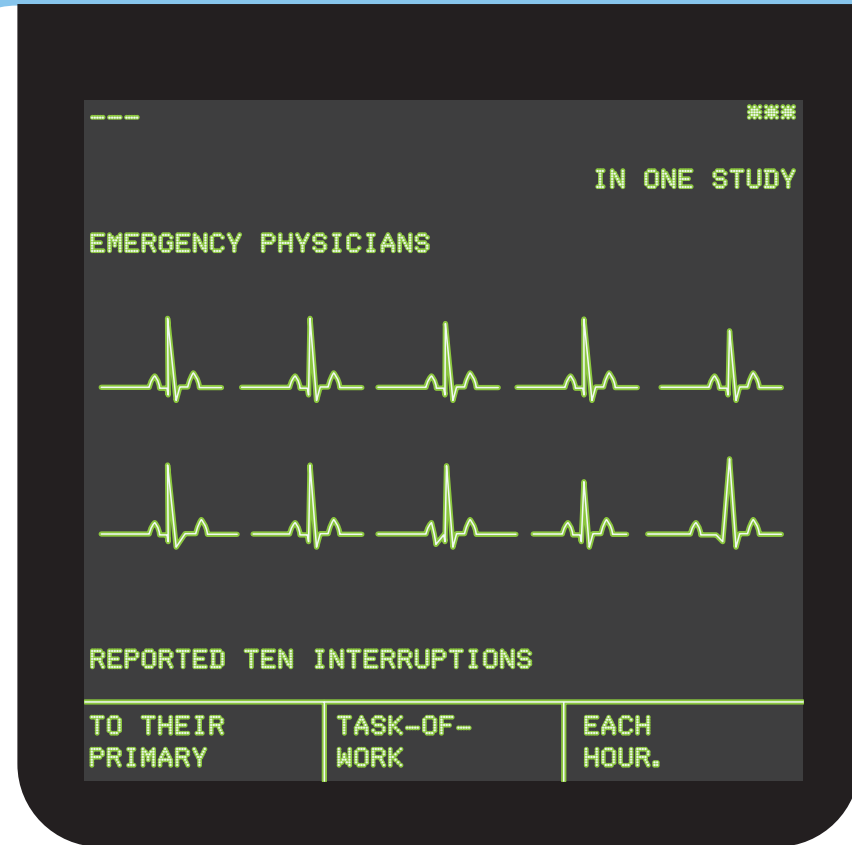 --- ***
IN ONE STUDY
EMERGENCY PHYSICIANS
REPORTED TEN INTERRUPTIONS
TO THEIR
PRIMARY
TASK-OF-
WORK
EACH
HOUR.